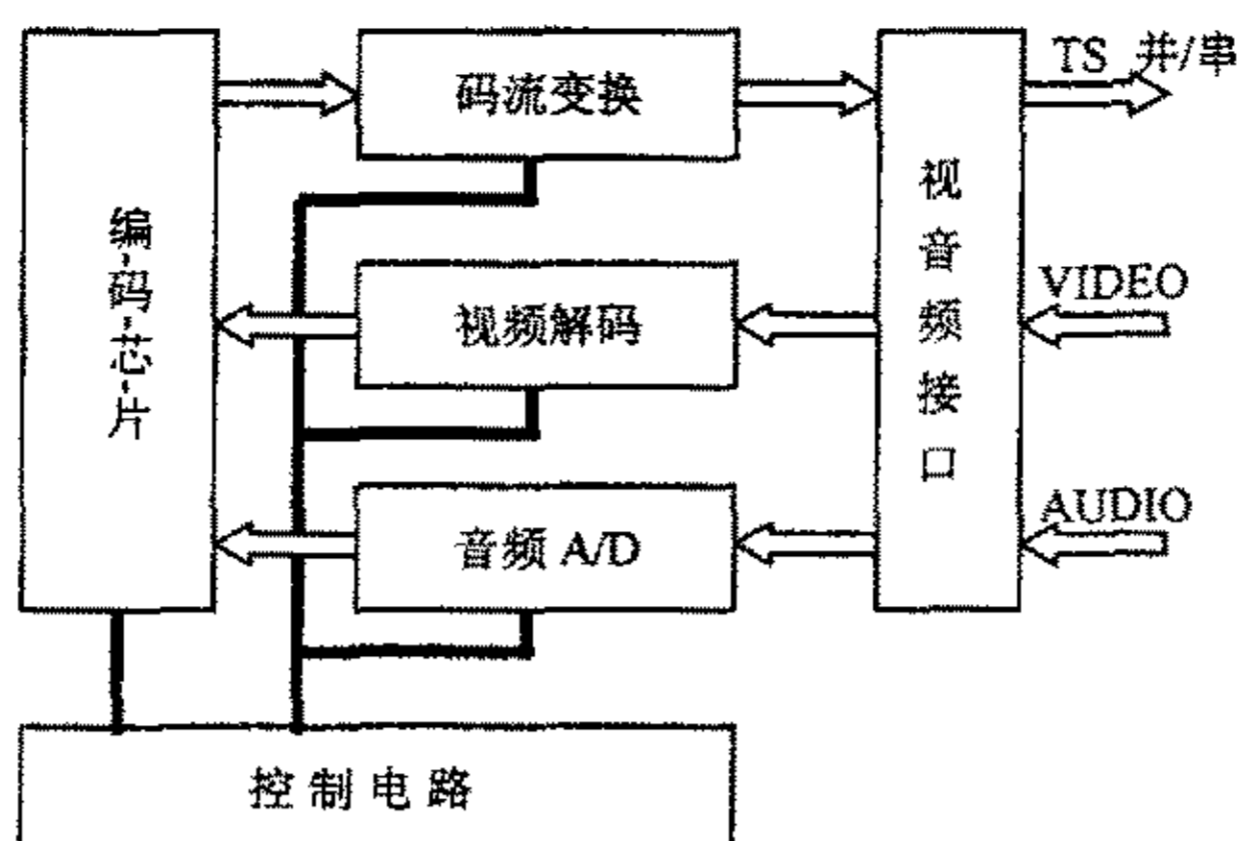 码流变换
TS 并/串
编码芯片
视音频接口
视频解码
VIDEO
音频 A/D
AUDIO
控制电路